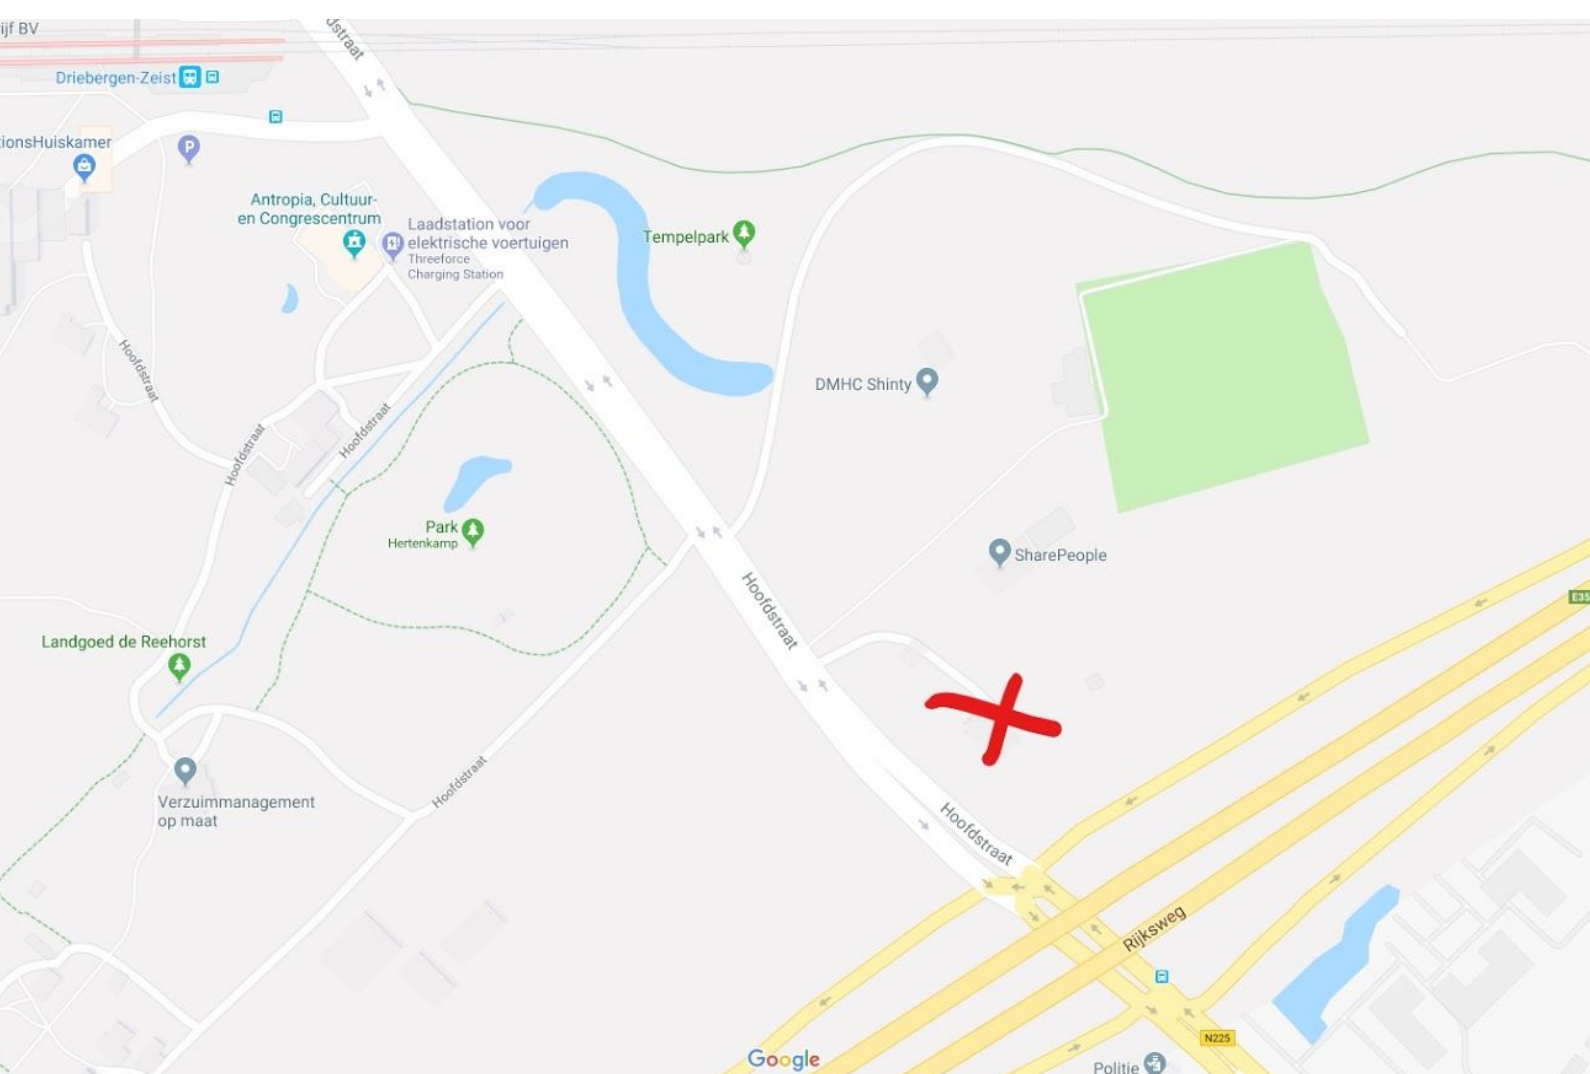 ijf BV
dstraat
Driebergen-Zeist
tionsHuiskamer
P
Antropia, Cultuur-
en Congrescentrum
Laadstation voor
elektrische voertuigen
Threeforce
Charging Station
Tempelpark
Hoofdstraat
DMHC Shinty
Hoofdstraat
Hoofdstraat
Park
Hertenkamp
SharePeople
Hoofdstraat
E35
Landgoed de Reehorst
Hoofdstraat
Verzuimmanagement
op maat
Hoofdstraat
Rijksweg
N225
Google
Politie